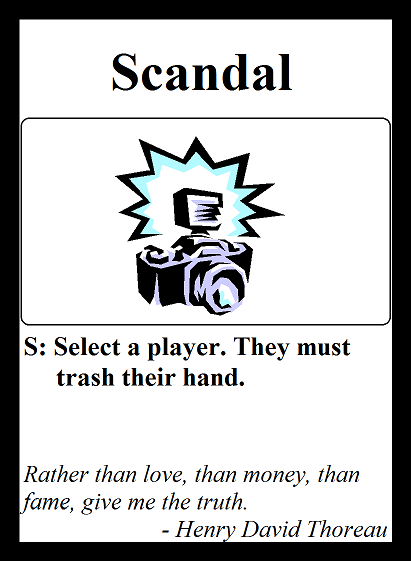 Scandal
S: Select a player. They must
trash their hand.
Rather than love, than money, than
fame, give me the truth.
- Henry David Thoreau